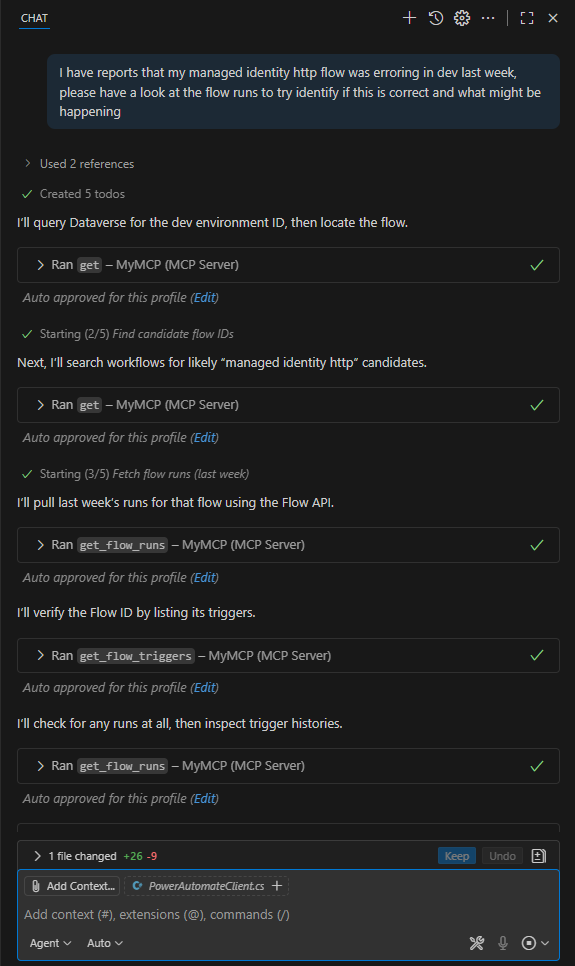 CHAT
I have reports that my managed identity http flow was erroring in dev last week,
please have a look at the flow runs to try identify if this is correct and what might be
happening
Used 2 references
Created 5 todos
I'll query Dataverse for the dev environment ID, then locate the flow.
Ran get – MyMCP (MCP Server)
Auto approved for this profile (Edit)
Starting (2/5) Find candidate flow IDs
Next, I'll search workflows for likely “managed identity http” candidates.
Ran get – MyMCP (MCP Server)
Auto approved for this profile (Edit)
Starting (3/5) Fetch flow runs (last week)
I'll pull last week's runs for that flow using the Flow API.
Ran get_flow_runs – MyMCP (MCP Server)
Auto approved for this profile (Edit)
I'll verify the Flow ID by listing its triggers.
Ran get_flow_triggers – MyMCP (MCP Server)
Auto approved for this profile (Edit)
I'll check for any runs at all, then inspect trigger histories.
Ran get_flow_runs – MyMCP (MCP Server)
Auto approved for this profile (Edit)
1 file changed +26 -9 Keep Undo
Add Context... PowerAutomateClient.cs
Add context (#), extensions (@), commands (/)
Agent Auto